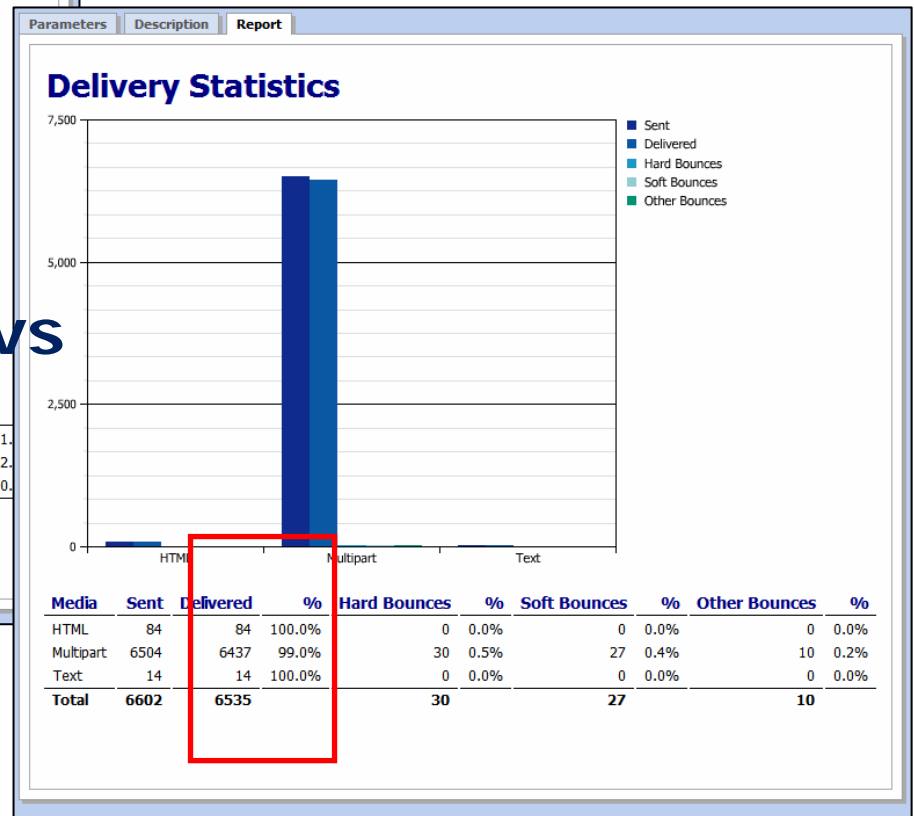 Parameters Description Report
Delivery Statistics
7,500
Sent
Delivered
Hard Bounces
Soft Bounces
Other Bounces
5,000
vs
2,500
1.
2.
0.
0
HTML Multipart Text
Media Sent Delivered % Hard Bounces % Soft Bounces % Other Bounces %
HTML 84 84 100.0% 0 0.0% 0 0.0% 0 0.0%
Multipart 6504 6437 99.0% 30 0.5% 27 0.4% 10 0.2%
Text 14 14 100.0% 0 0.0% 0 0.0% 0 0.0%
Total 6602 6535 30 27 10